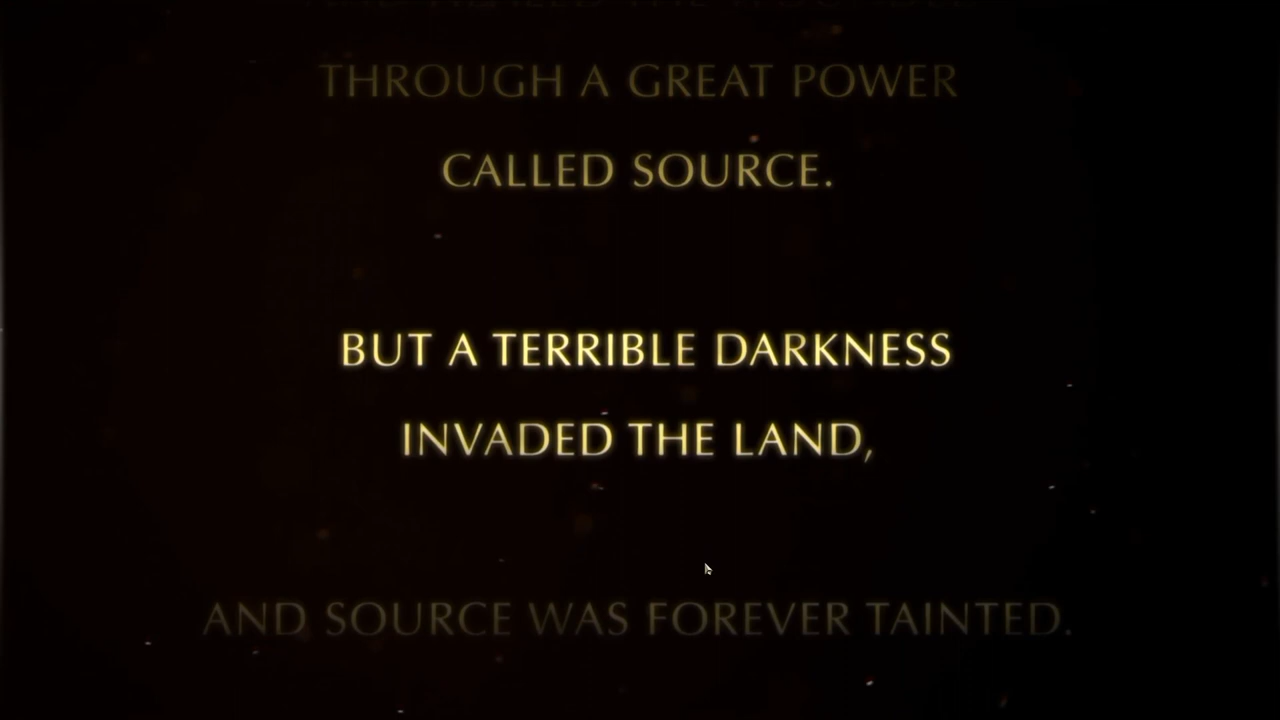 THROUGH A GREAT POWER
CALLED SOURCE.
BUT A TERRIBLE DARKNESS
INVADED THE LAND,
AND SOURCE WAS FOREVER TAINTED.